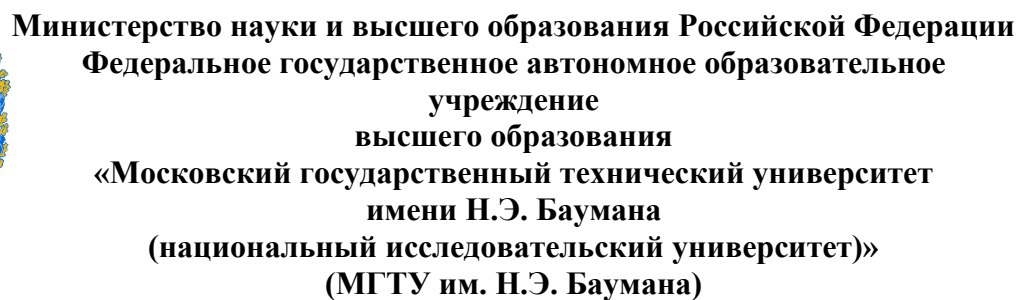 Министерство науки и высшего образования Российской Федерации
Федеральное государственное автономное образовательное
учреждение
высшего образования
«Московский государственный технический университет
имени Н.Э. Баумана
(национальный исследовательский университет)»
(МГТУ им. Н.Э. Баумана)